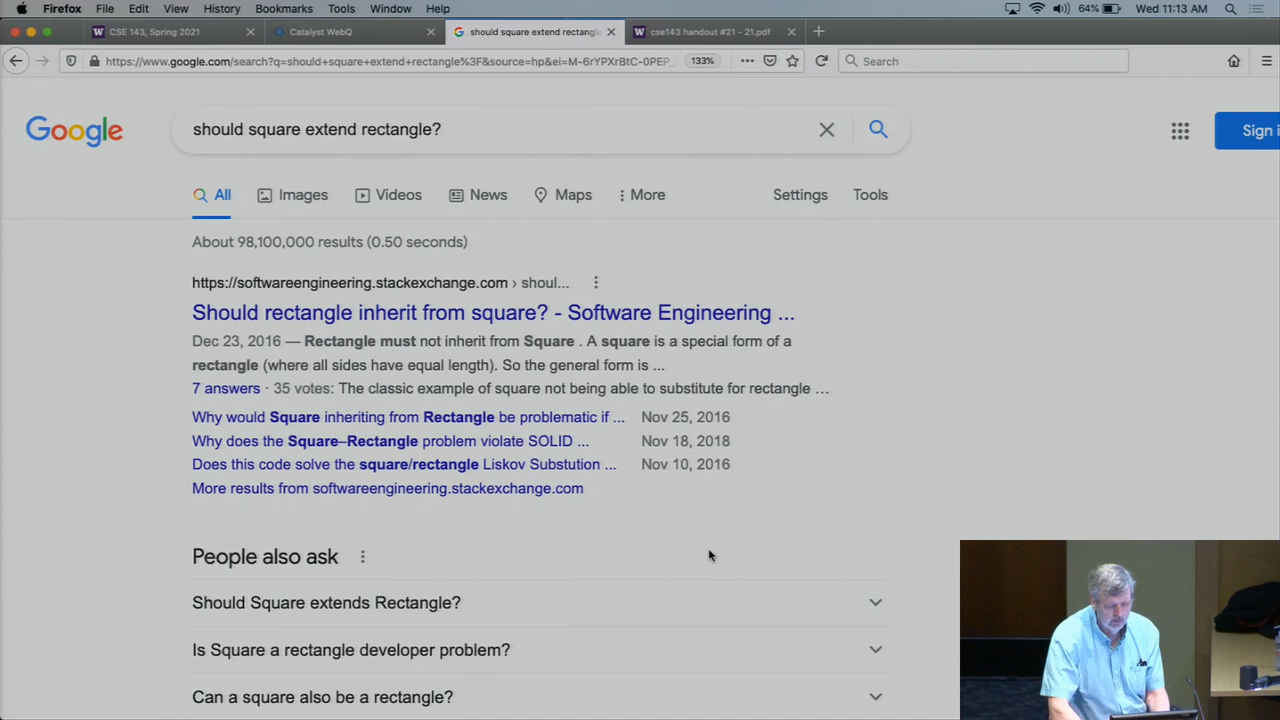 Firefox File Edit View History Bookmarks Tools Window Help 64% Wed 11:13 AM
CSE 143, Spring 2021 Catalyst WebQ should square extend rectangle cse143 handout #21 - 21.pdf
https://www.google.com/search?q=should+square+extend+rectangle%3F&source=hp&ei=M-6rYPXrBtC-0PEP_ 133% Search
Google should square extend rectangle? Sign i
All Images Videos News Maps More Settings Tools
About 98,100,000 results (0.50 seconds)
https://softwareengineering.stackexchange.com › shoul...
Should rectangle inherit from square? - Software Engineering ...
Dec 23, 2016 — Rectangle must not inherit from Square . A square is a special form of a
rectangle (where all sides have equal length). So the general form is ...
7 answers · 35 votes: The classic example of square not being able to substitute for rectangle ...
Why would Square inheriting from Rectangle be problematic if ... Nov 25, 2016
Why does the Square–Rectangle problem violate SOLID ... Nov 18, 2018
Does this code solve the square/rectangle Liskov Substution ... Nov 10, 2016
More results from softwareengineering.stackexchange.com
People also ask
Should Square extends Rectangle?
Is Square a rectangle developer problem?
Can a square also be a rectangle?